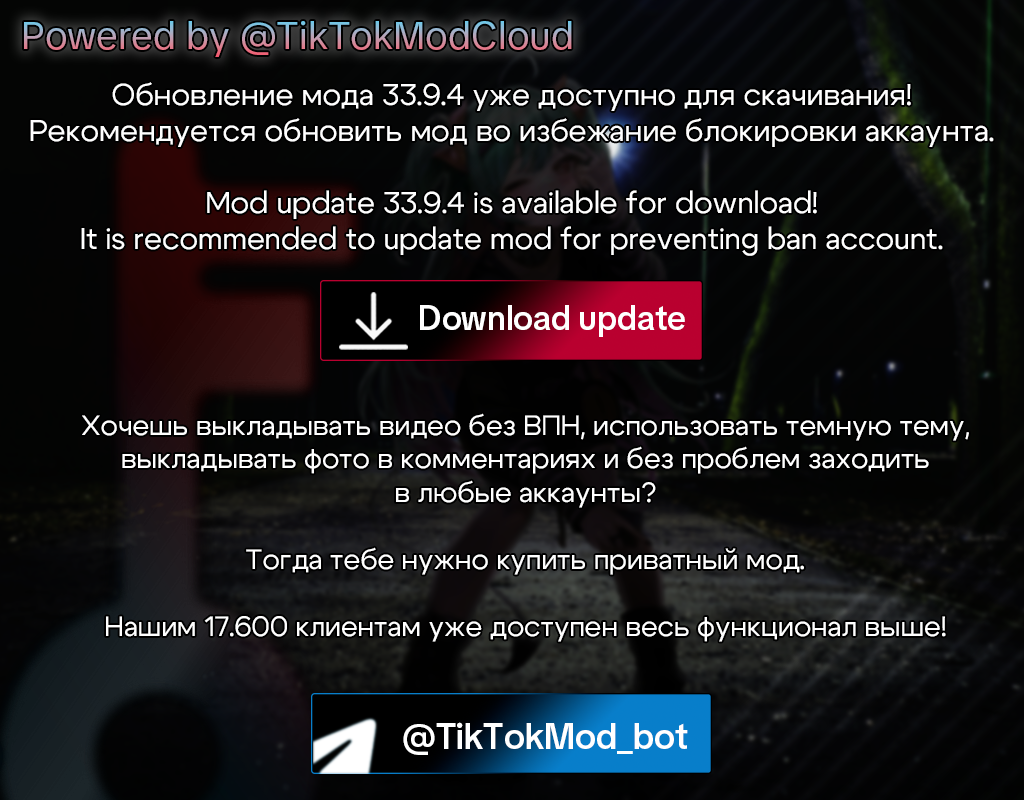 Powered by @TikTokModCloud
Обновление мода 33.9.4 уже доступно для скачивания!
Рекомендуется обновить мод во избежание блокировки аккаунта.
Mod update 33.9.4 is available for download!
It is recommended to update mod for preventing ban account.
Download update
Хочешь выкладывать видео без ВПН, использовать темную тему,
выкладывать фото в комментариях и без проблем заходить
в любые аккаунты?
Тогда тебе нужно купить приватный мод.
Нашим 17.600 клиентам уже доступен весь функционал выше!
@TikTokMod_bot